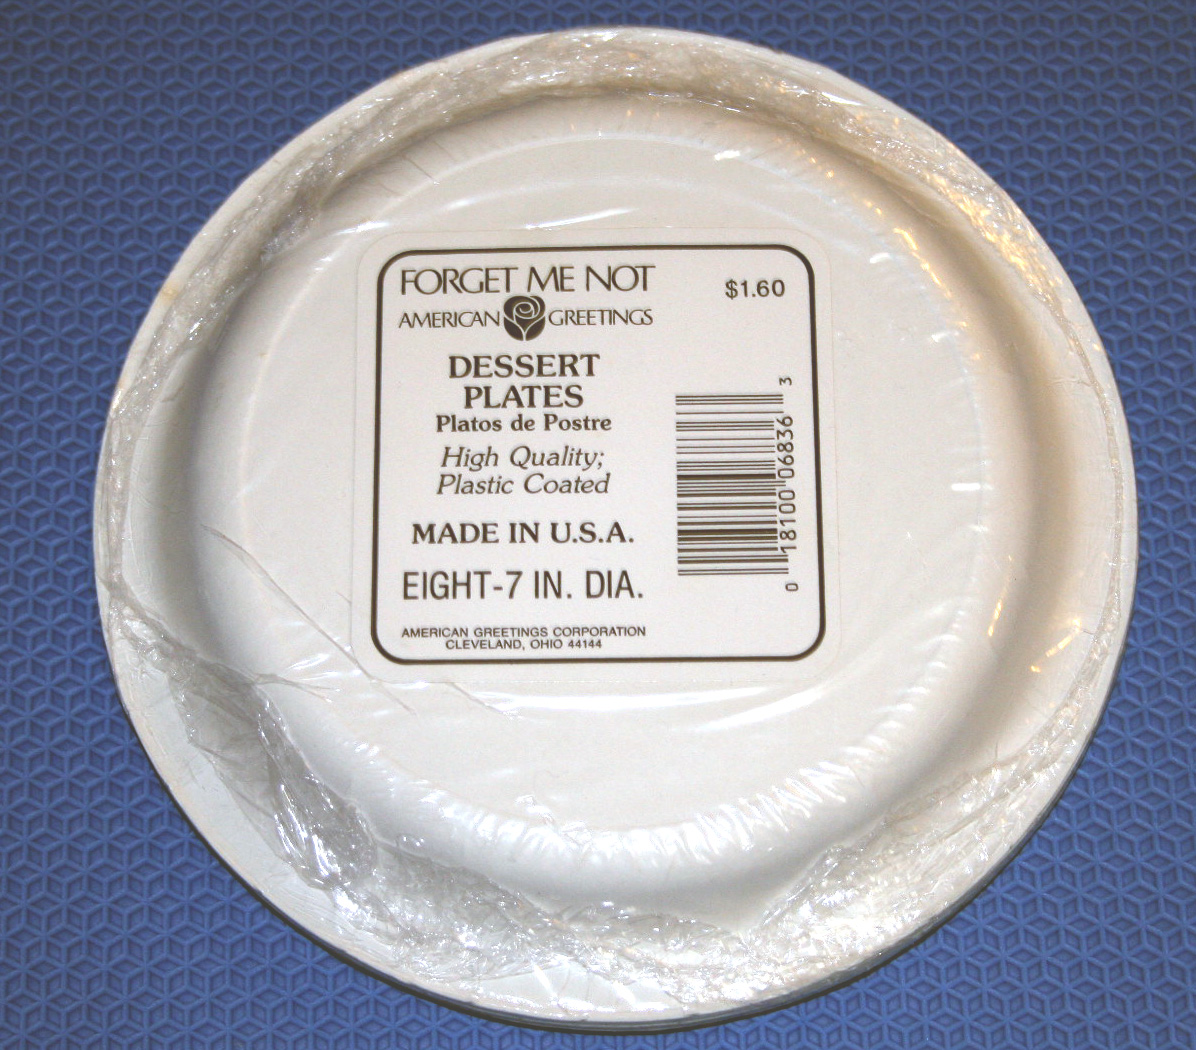 FORGET ME NOT
$1.60
AMERICAN GREETINGS
DESSERT
PLATES
Platos de Postre
High Quality;
Plastic Coated
MADE IN U.S.A.
EIGHT-7 IN. DIA.
AMERICAN GREETINGS CORPORATION
CLEVELAND, OHIO 44144
0 18100 06836 3